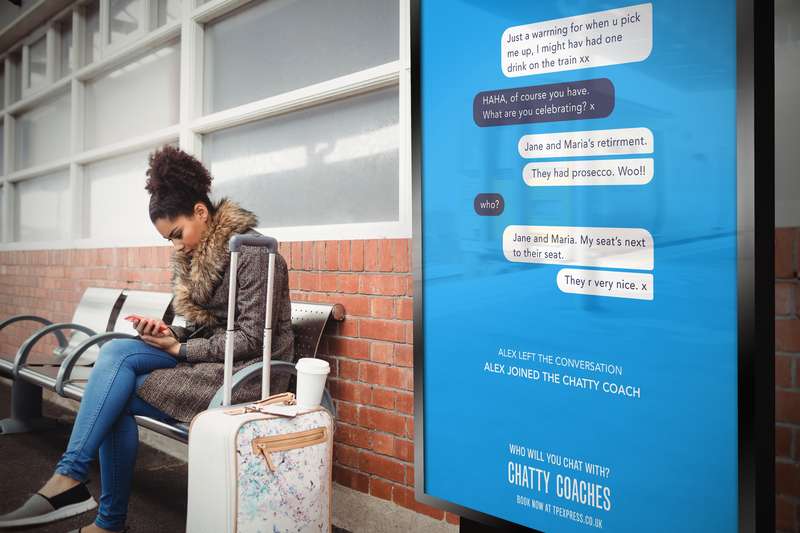 Just a warrning for when u pick
me up, I might hav had one
drink on the train xx
HAHA, of course you have.
What are you celebrating? x
Jane and Maria's retirrment.
They had prosecco. Woo!!
who?
Jane and Maria. My seat's next
to their seat.
They r very nice. x
ALEX LEFT THE CONVERSATION
ALEX JOINED THE CHATTY COACH
WHO WILL YOU CHAT WITH?
CHATTY COACHES
BOOK NOW AT TPEXPRESS.CO.UK